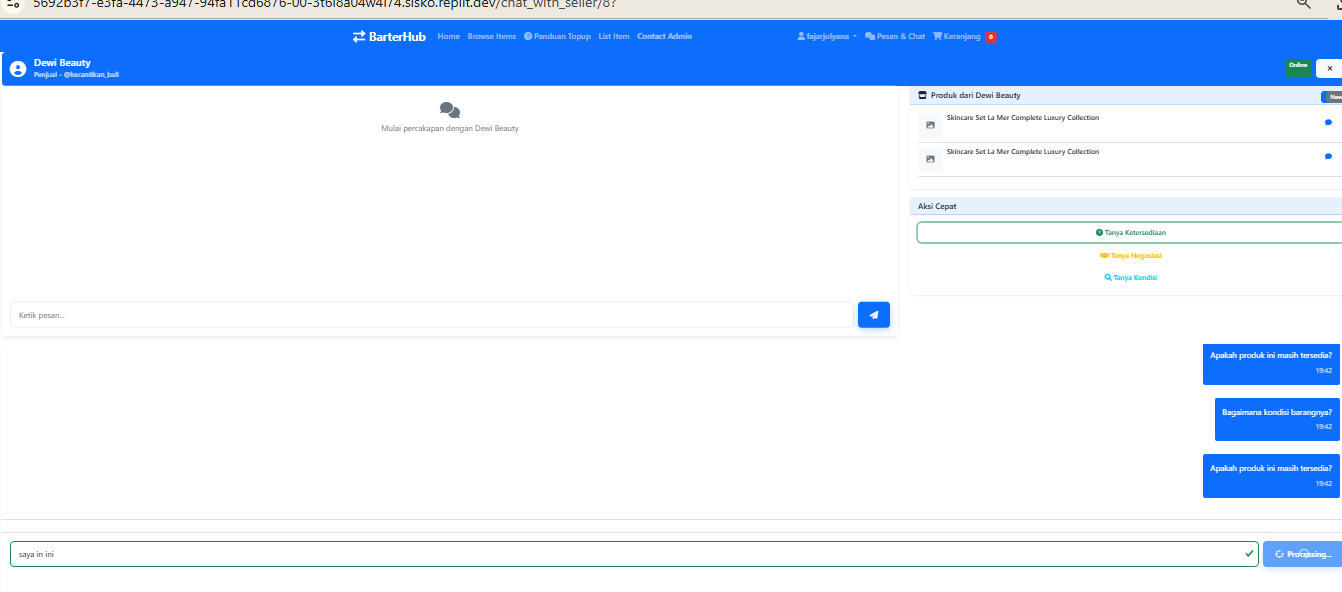 5692b3f7-e3fa-4473-a947-94fa11cd6876-00-3t6l8a04w4l74.sisko.replit.dev/chat_with_seller/8?
BarterHub Home Browse Items Panduan Topup List Item Contact Admin fajarjulyana Pesan & Chat Keranjang 0
Dewi Beauty
Penjual - @kecantikan_bali
Online ×
Mulai percakapan dengan Dewi Beauty
Ketik pesan...
Produk dari Dewi Beauty
New
Skincare Set La Mer Complete Luxury Collection
Skincare Set La Mer Complete Luxury Collection
Aksi Cepat
Tanya Ketersediaan
Tanya Negosiasi
Tanya Kondisi
Apakah produk ini masih tersedia?
19:42
Bagaimana kondisi barangnya?
19:42
Apakah produk ini masih tersedia?
19:42
saya in ini
Processing...